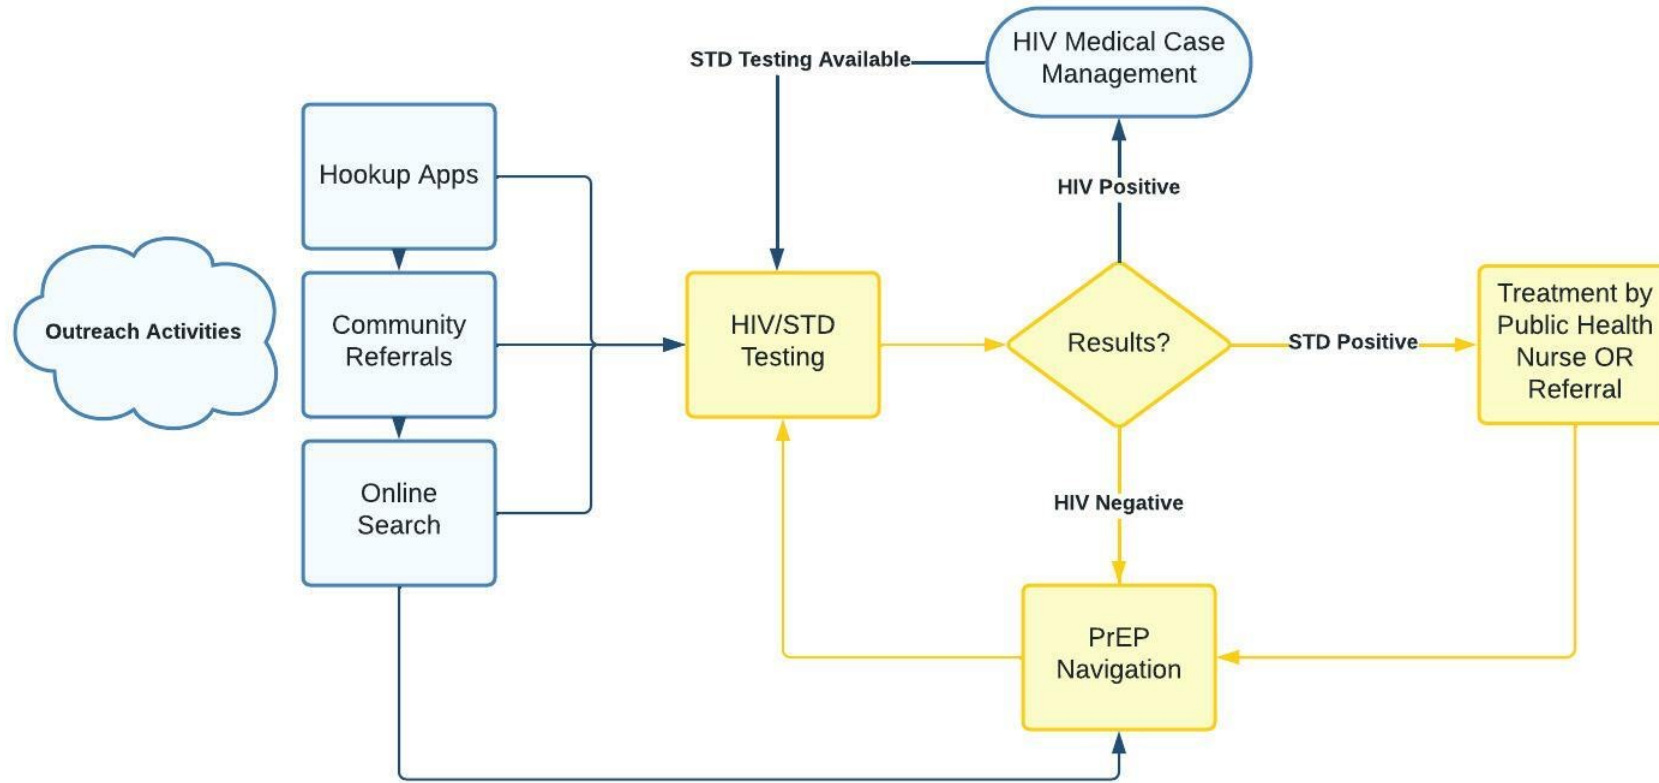 HIV Medical Case
Management
STD Testing Available
Hookup Apps
HIV Positive
Outreach Activities
Community
Referrals
HIV/STD
Testing
Results?
STD Positive
Treatment by
Public Health
Nurse OR
Referral
Online
Search
HIV Negative
PrEP
Navigation